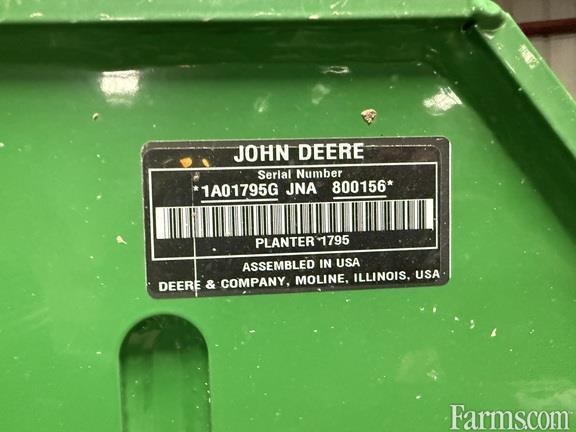 JOHN DEERE
Serial Number
*1A01795G JNA 800156*
PLANTER 1795
ASSEMBLED IN USA
DEERE & COMPANY, MOLINE, ILLINOIS, USA
Farms.com